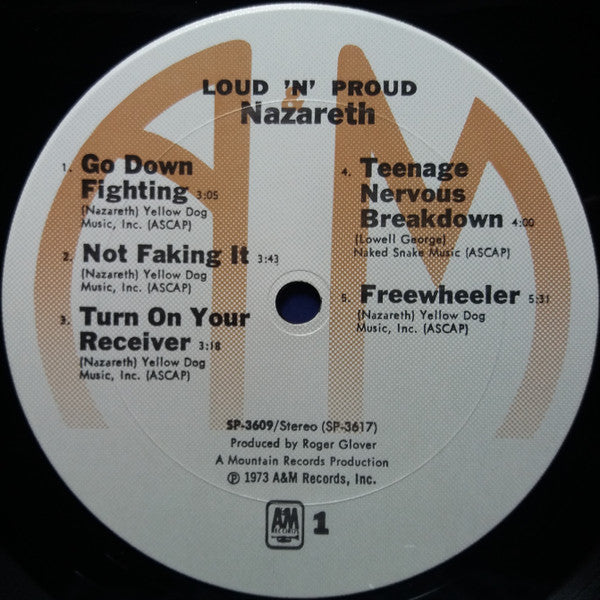 LOUD 'N' PROUD
&
Nazareth
1. Go Down
Fighting 3:05
(Nazareth) Yellow Dog
Music, Inc. (ASCAP)
2. Not Faking It 3:43
(Nazareth) Yellow Dog
Music, Inc. (ASCAP)
3. Turn On Your
Receiver 3:18
(Nazareth) Yellow Dog
Music, Inc. (ASCAP)
4. Teenage
Nervous
Breakdown 4:00
(Lowell George)
Naked Snake Music (ASCAP)
5. Freewheeler 5:31
(Nazareth) Yellow Dog
Music, Inc. (ASCAP)
SP-3609/Stereo (SP-3617)
Produced by Roger Glover
A Mountain Records Production
℗ 1973 A&M Records, Inc.
A&M
RECORDS
1